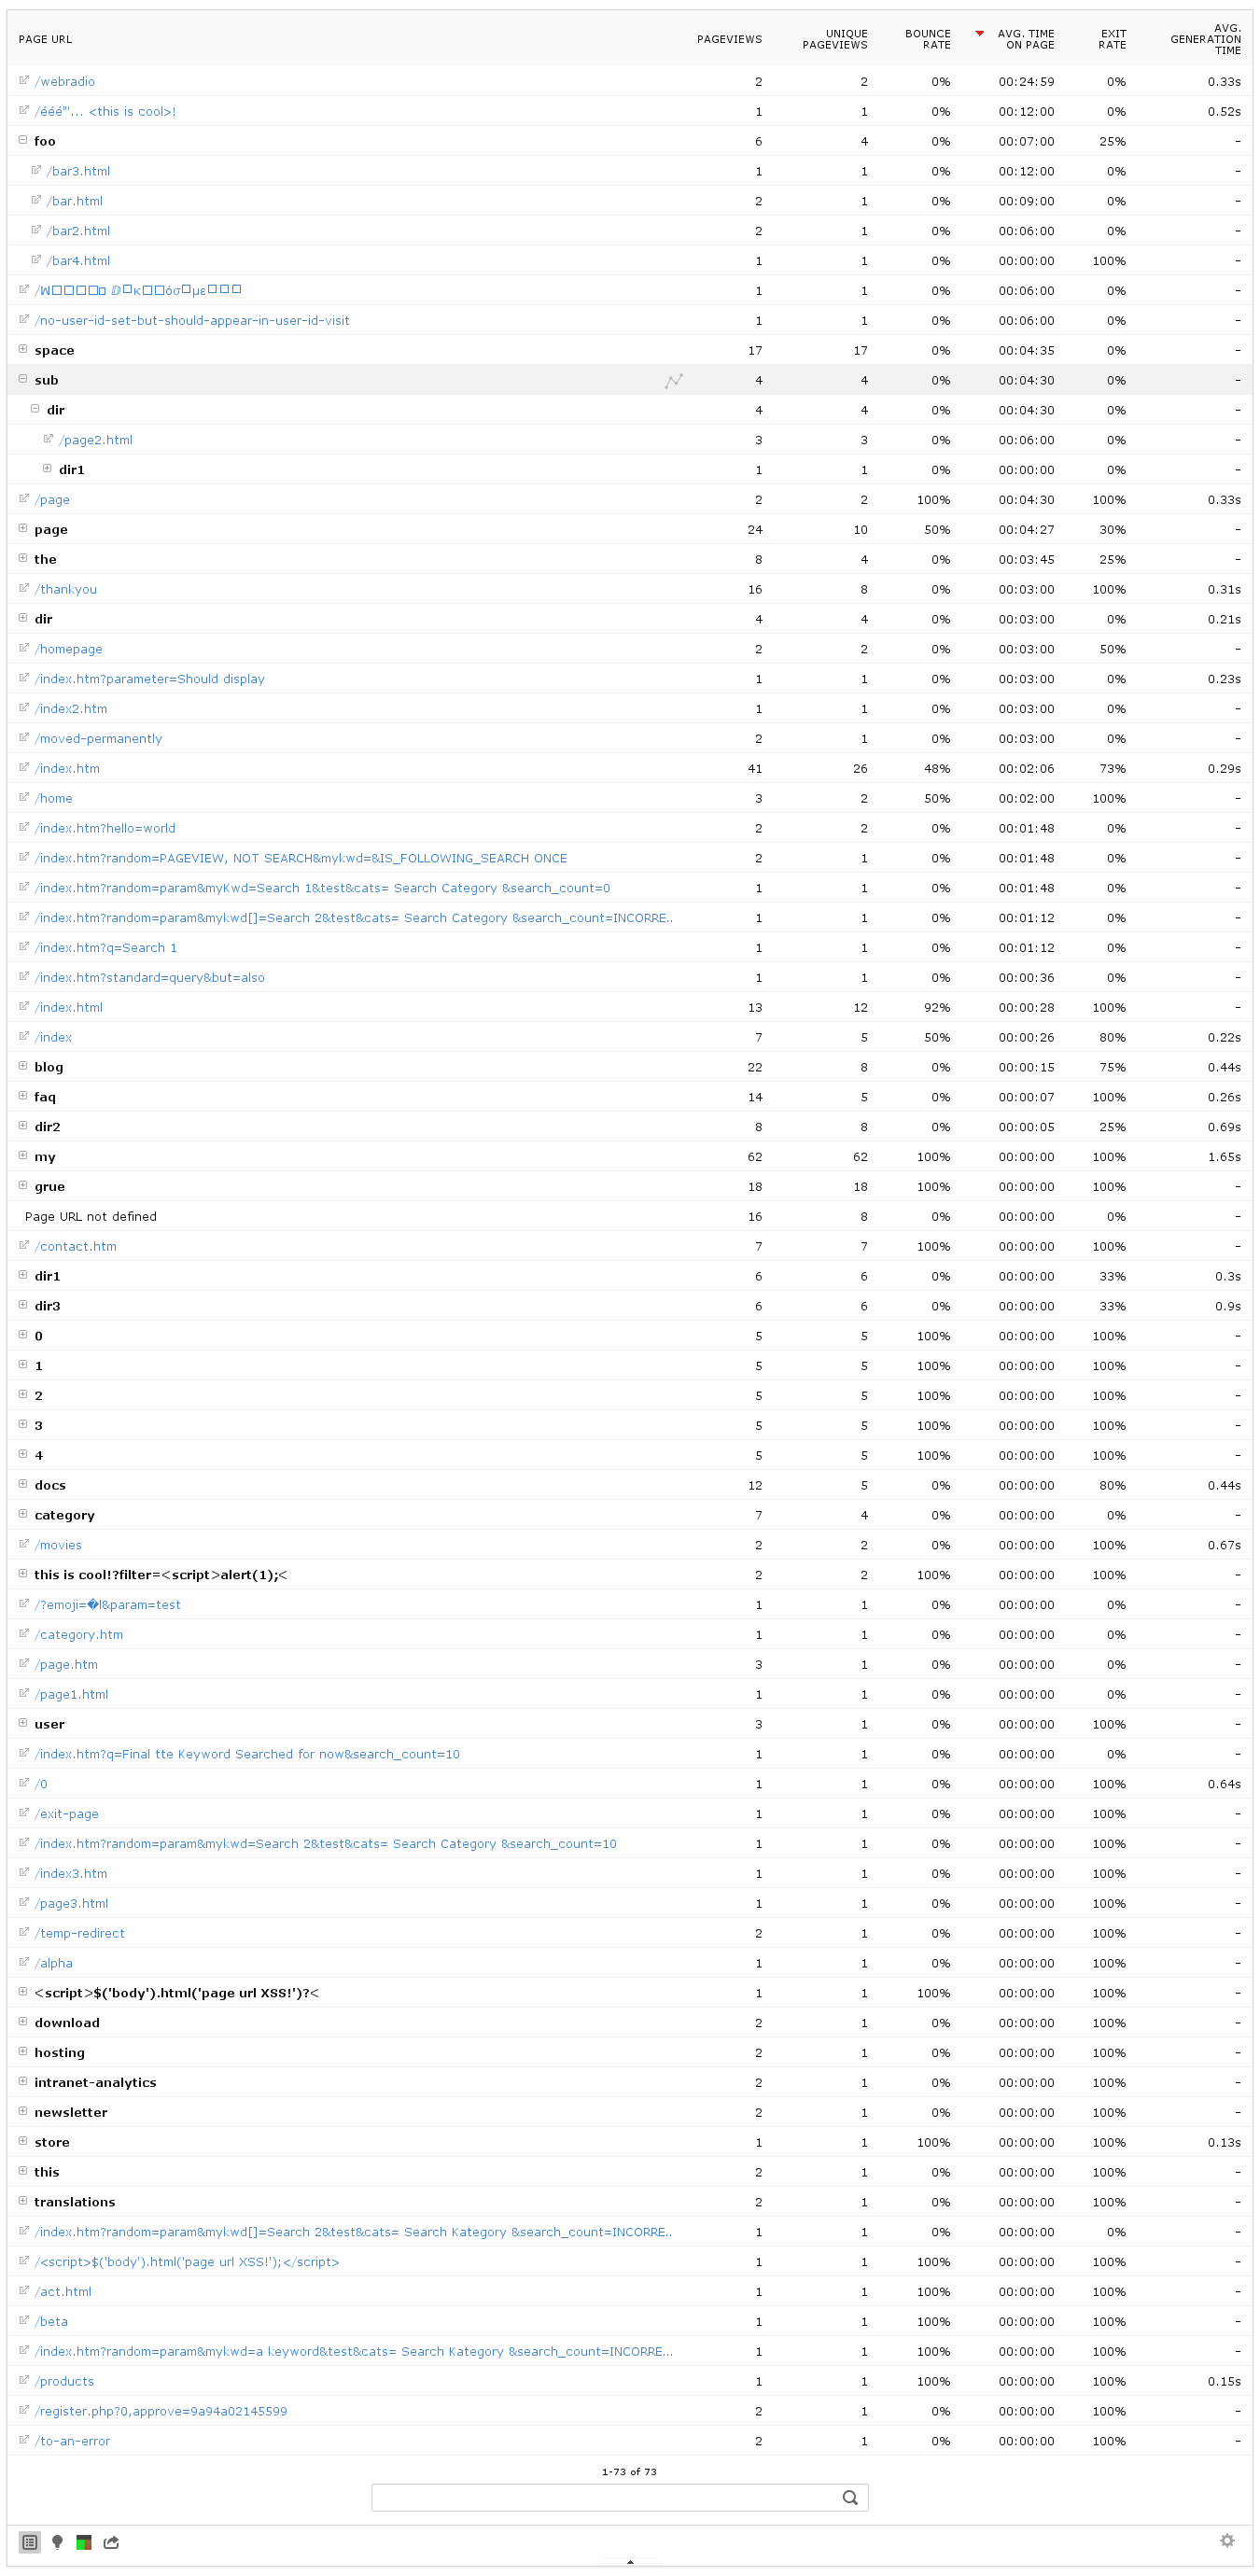 PAGE URL PAGEVIEWS UNIQUE PAGEVIEWS BOUNCE RATE AVG. TIME ON PAGE EXIT RATE AVG. GENERATION TIME
/webradio 2 2 0% 00:24:59 0% 0.33s
/ééé"'... <this is cool>! 1 1 0% 00:12:00 0% 0.52s
foo 6 4 0% 00:07:00 25% -
/bar3.html 1 1 0% 00:12:00 0% -
/bar.html 2 1 0% 00:09:00 0% -
/bar2.html 2 1 0% 00:06:00 0% -
/bar4.html 1 1 0% 00:00:00 100% -
1 1 0% 00:06:00 0% -
/no-user-id-set-but-should-appear-in-user-id-visit 1 1 0% 00:06:00 0% -
space 17 17 0% 00:04:35 0% -
sub 4 4 0% 00:04:30 0% -
dir 4 4 0% 00:04:30 0% -
/page2.html 3 3 0% 00:06:00 0% -
dir1 1 1 0% 00:00:00 0% -
/page 2 2 100% 00:04:30 100% 0.33s
page 24 10 50% 00:04:27 30% -
the 8 4 0% 00:03:45 25% -
/thankyou 16 8 0% 00:03:00 100% 0.31s
dir 4 4 0% 00:03:00 0% 0.21s
/homepage 2 2 0% 00:03:00 50% -
/index.htm?parameter=Should display 1 1 0% 00:03:00 0% 0.23s
/index2.htm 1 1 0% 00:03:00 0% -
/moved-permanently 2 1 0% 00:03:00 0% -
/index.htm 41 26 48% 00:02:06 73% 0.29s
/home 3 2 50% 00:02:00 100% -
/index.htm?hello=world 2 2 0% 00:01:48 0% -
/index.htm?random=PAGEVIEW, NOT SEARCH&mykwd=&IS_FOLLOWING_SEARCH ONCE 2 1 0% 00:01:48 0% -
/index.htm?random=param&myKwd=Search 1&test&cats= Search Category &search_count=0 1 1 0% 00:01:48 0% -
/index.htm?random=param&mykwd[]=Search 2&test&cats= Search Category &search_count=INCORRE.. 1 1 0% 00:01:12 0% -
/index.htm?q=Search 1 1 1 0% 00:01:12 0% -
/index.htm?standard=query&but=also 1 1 0% 00:00:36 0% -
/index.html 13 12 92% 00:00:28 100% -
/index 7 5 50% 00:00:26 80% 0.22s
blog 22 8 0% 00:00:15 75% 0.44s
faq 14 5 0% 00:00:07 100% 0.26s
dir2 8 8 0% 00:00:05 25% 0.69s
my 62 62 100% 00:00:00 100% 1.65s
grue 18 18 100% 00:00:00 100% -
Page URL not defined 16 8 0% 00:00:00 0% -
/contact.htm 7 7 100% 00:00:00 100% -
dir1 6 6 0% 00:00:00 33% 0.3s
dir3 6 6 0% 00:00:00 33% 0.9s
0 5 5 100% 00:00:00 100% -
1 5 5 100% 00:00:00 100% -
2 5 5 100% 00:00:00 100% -
3 5 5 100% 00:00:00 100% -
4 5 5 100% 00:00:00 100% -
docs 12 5 0% 00:00:00 80% 0.44s
category 7 4 0% 00:00:00 0% -
/movies 2 2 0% 00:00:00 100% 0.67s
this is cool!?filter=<script>alert(1);< 2 2 100% 00:00:00 100% -
/?emoji=�l&param=test 1 1 0% 00:00:00 0% -
/category.htm 1 1 0% 00:00:00 0% -
/page.htm 3 1 0% 00:00:00 0% -
/page1.html 1 1 0% 00:00:00 0% -
user 3 1 0% 00:00:00 100% -
/index.htm?q=Final tte Keyword Searched for now&search_count=10 1 1 0% 00:00:00 0% -
/0 1 1 0% 00:00:00 100% 0.64s
/exit-page 1 1 0% 00:00:00 100% -
/index.htm?random=param&mykwd=Search 2&test&cats= Search Category &search_count=10 1 1 0% 00:00:00 100% -
/index3.htm 1 1 0% 00:00:00 100% -
/page3.html 1 1 0% 00:00:00 100% -
/temp-redirect 2 1 0% 00:00:00 100% -
/alpha 1 1 0% 00:00:00 100% -
<script>$('body').html('page url XSS!')?< 1 1 100% 00:00:00 100% -
download 2 1 0% 00:00:00 100% -
hosting 2 1 0% 00:00:00 100% -
intranet-analytics 2 1 0% 00:00:00 100% -
newsletter 2 1 0% 00:00:00 100% -
store 1 1 100% 00:00:00 100% 0.13s
this 2 1 0% 00:00:00 100% -
translations 2 1 0% 00:00:00 100% -
/index.htm?random=param&mykwd[]=Search 2&test&cats= Search Kategory &search_count=INCORRE.. 1 1 0% 00:00:00 0% -
/<script>$('body').html('page url XSS!');</script> 1 1 100% 00:00:00 100% -
/act.html 1 1 100% 00:00:00 100% -
/beta 1 1 100% 00:00:00 100% -
/index.htm?random=param&mykwd=a keyword&test&cats= Search Kategory &search_count=INCORRE... 1 1 100% 00:00:00 100% -
/products 1 1 100% 00:00:00 100% 0.15s
/register.php?0,approve=9a94a02145599 2 1 0% 00:00:00 100% -
/to-an-error 2 1 0% 00:00:00 100% -
1-73 of 73